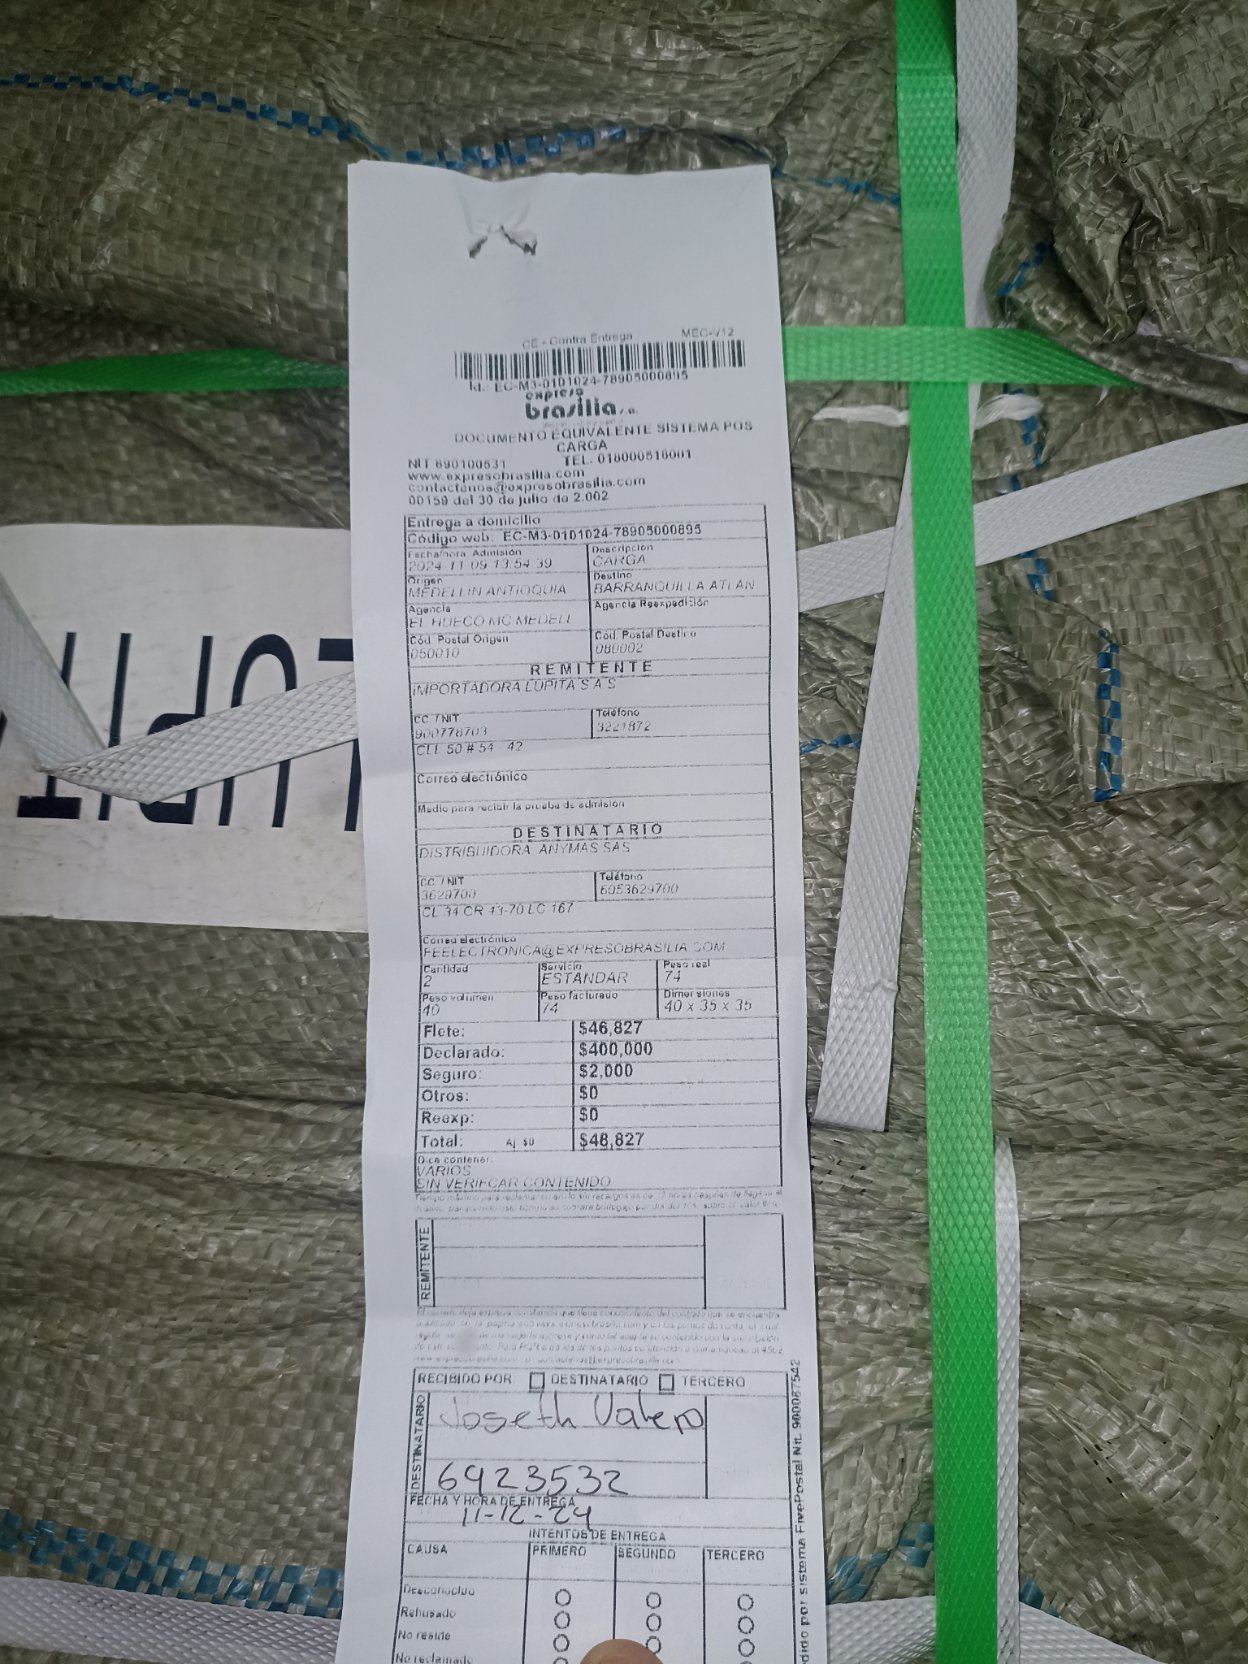 CE - Contra Entrega MEC-V12
Id.: EC-M3-0101024-78905000895
expreso
brasilia s.a.
DOCUMENTO EQUIVALENTE SISTEMA POS
CARGA
NIT 890100531 TEL. 018000518001
www.expresobrasilia.com
contactenos@expresobrasilia.com
00159 del 30 de julio de 2.002
Entrega a domicilio
Código web: EC-M3-0101024-78905000895
Fecha/hora Admisión Descripción
2024-11-09 13:54:39 CARGA
Origen Destino
MEDELLIN ANTIOQUIA BARRANQUILLA ATLAN
Agencia Agencia Reexpedición
EL HUECO MC MEDELL
Cód. Postal Origen Cód. Postal Destino
050010 080002
REMITENTE
IMPORTADORA LUPITA S A S
CC. / NIT Teléfono
900778703 3221872
CLL 50 # 54 42
Correo electrónico
Medio para recibir la prueba de admisión
DESTINATARIO
DISTRIBUIDORA ANYMAS SAS
CC. / NIT Teléfono
3629700 6053629700
CL 34 CR 43-70 LC 167
Correo electrónico
FEELECTRONICA@EXPRESOBRASILIA.COM
Cantidad Servicio Peso real
2 ESTANDAR 74
Peso volumen Peso facturado Dimensiones
40 74 40 x 35 x 35
Flete: $46,827
Declarado: $400,000
Seguro: $2,000
Otros: $0
Reexp: $0
Total: Aj $0 $48,827
Dice contener:
VARIOS
SIN VERIFICAR CONTENIDO
REMITENTE
RECIBIDO POR: DESTINATARIO TERCERO
DESTINATARIO
Joseth Valero
6923532
FECHA Y HORA DE ENTREGA
11-12-24
INTENTOS DE ENTREGA
CAUSA PRIMERO SEGUNDO TERCERO
Desconocido
Rehusado
No reside
No reclamado
dido por sistema FivePostal Nit. 900087542
LUPIT